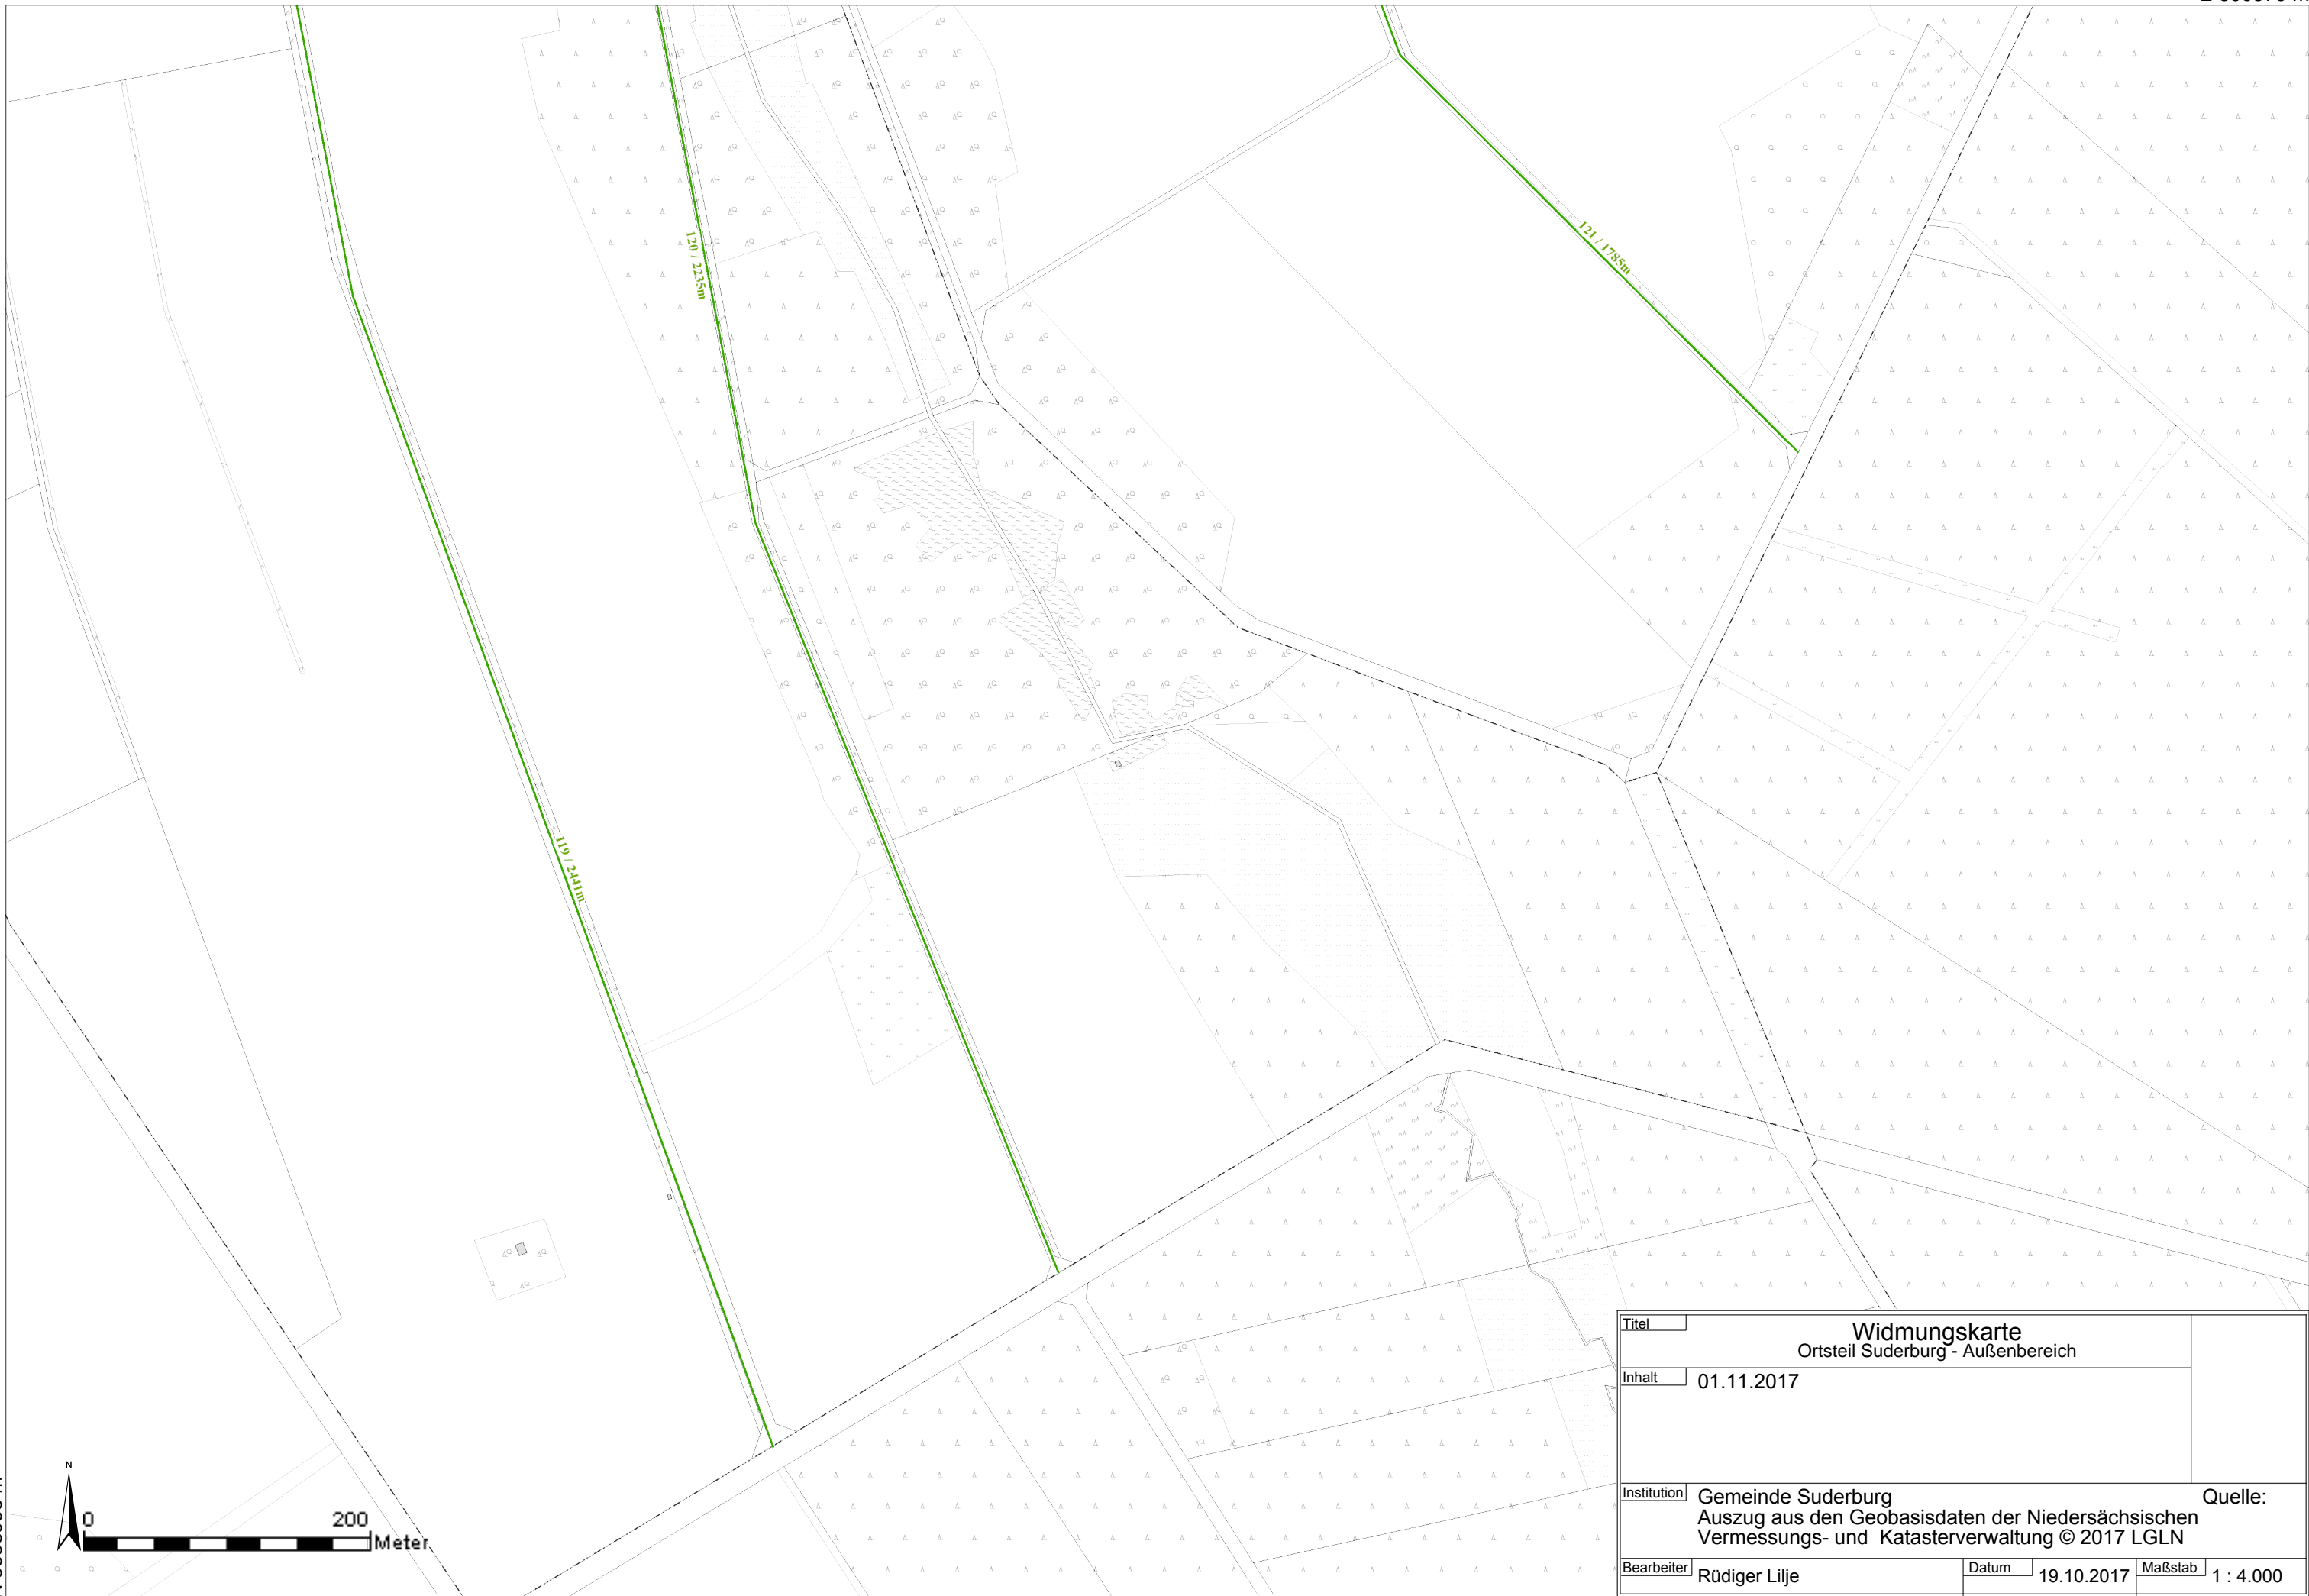 120 / 2235m
121 / 1785m
119 / 2441m
N
0 200
Meter
Titel
Widmungskarte
Ortsteil Suderburg - Außenbereich
Inhalt
01.11.2017
Institution
Gemeinde Suderburg Quelle:
Auszug aus den Geobasisdaten der Niedersächsischen
Vermessungs- und Katasterverwaltung © 2017 LGLN
Bearbeiter Rüdiger Lilje Datum 19.10.2017 Maßstab 1 : 4.000